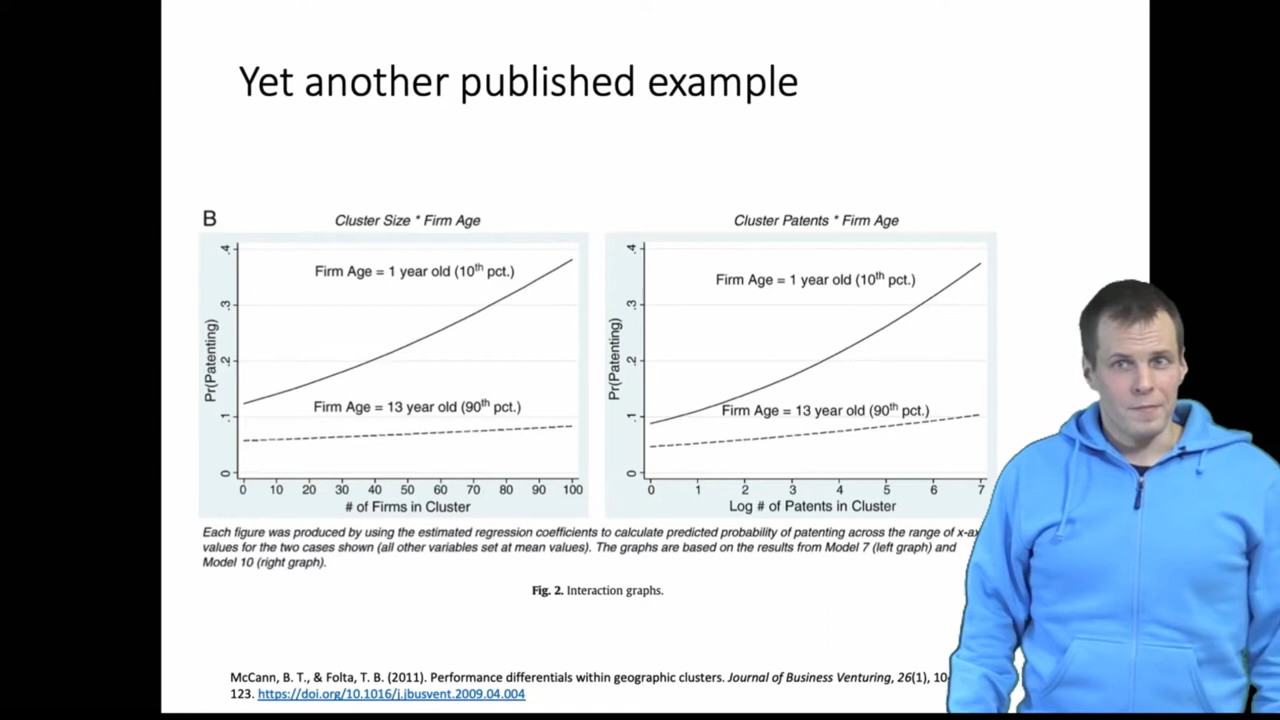 Yet another published example
B
Cluster Size * Firm Age
Firm Age = 1 year old (10th pct.)
Firm Age = 13 year old (90th pct.)
Pr(Patenting)
.4
.3
.2
.1
0
0 10 20 30 40 50 60 70 80 90 100
# of Firms in Cluster
Cluster Patents * Firm Age
Firm Age = 1 year old (10th pct.)
Firm Age = 13 year old (90th pct.)
Pr(Patenting)
.4
.3
.2
.1
0
0 1 2 3 4 5 6 7
Log # of Patents in Cluster
Each figure was produced by using the estimated regression coefficients to calculate predicted probability of patenting across the range of
values for the two cases shown (all other variables set at mean values). The graphs are based on the results from Model 7 (left graph) and
Model 10 (right graph).
Fig. 2. Interaction graphs.
McCann, B. T., & Folta, T. B. (2011). Performance differentials within geographic clusters. Journal of Business Venturing, 26(1),
123. https://doi.org/10.1016/j.jbusvent.2009.04.004